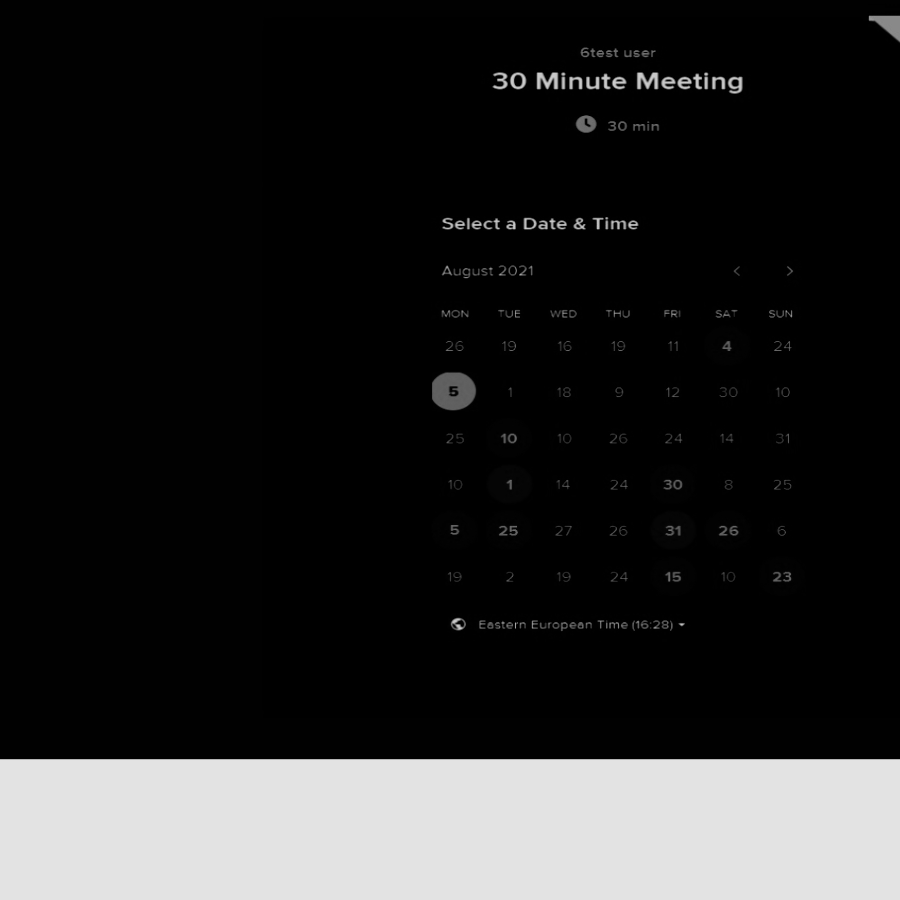 6test user
30 Minute Meeting
30 min
Select a Date & Time
August 2021
MON TUE WED THU FRI SAT SUN
26 19 16 19 11 4 24
5 1 18 9 12 30 10
25 10 10 26 24 14 31
10 1 14 24 30 8 25
5 25 27 26 31 26 6
19 2 19 24 15 10 23
Eastern European Time (16:28)